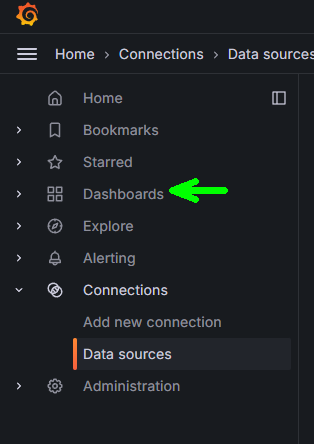 Home › Connections › Data sources
Home
Bookmarks
Starred
Dashboards
Explore
Alerting
Connections
Add new connection
Data sources
Administration